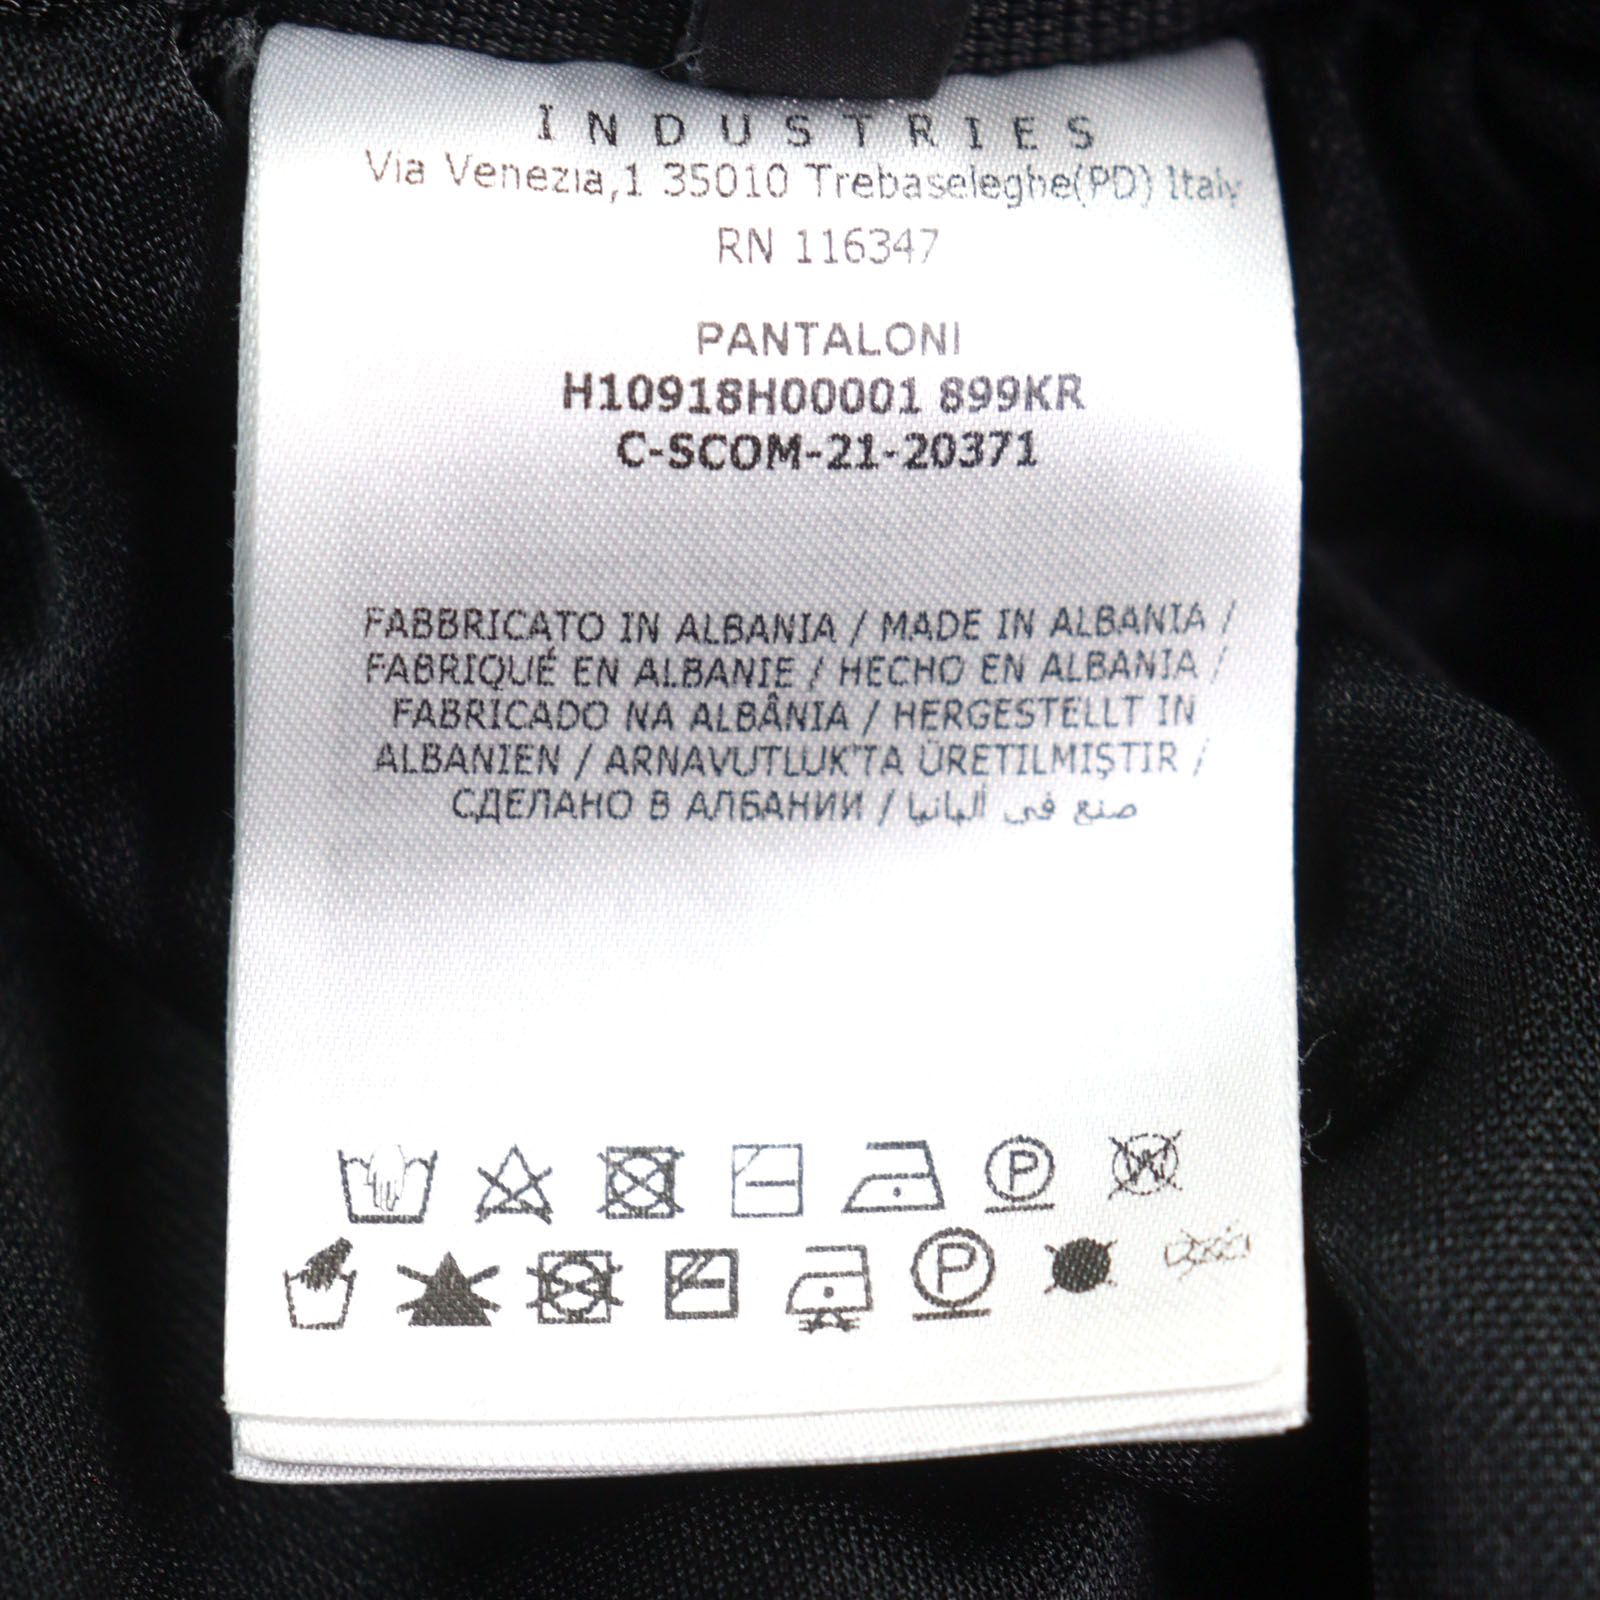 INDUSTRIES
Via Venezia,1 35010 Trebaseleghe(PD) Italy
RN 116347
PANTALONI
H10918H00001 899KR
C-SCOM-21-20371
FABBRICATO IN ALBANIA / MADE IN ALBANIA /
FABRIQUÉ EN ALBANIE / HECHO EN ALBANIA /
FABRICADO NA ALBÂNIA / HERGESTELLT IN
ALBANIEN / ARNAVUTLUK'TA ÜRETILMIŞTIR /
СДЕЛАНО В АЛБАНИИ / صنع في ألبانيا
P W
P